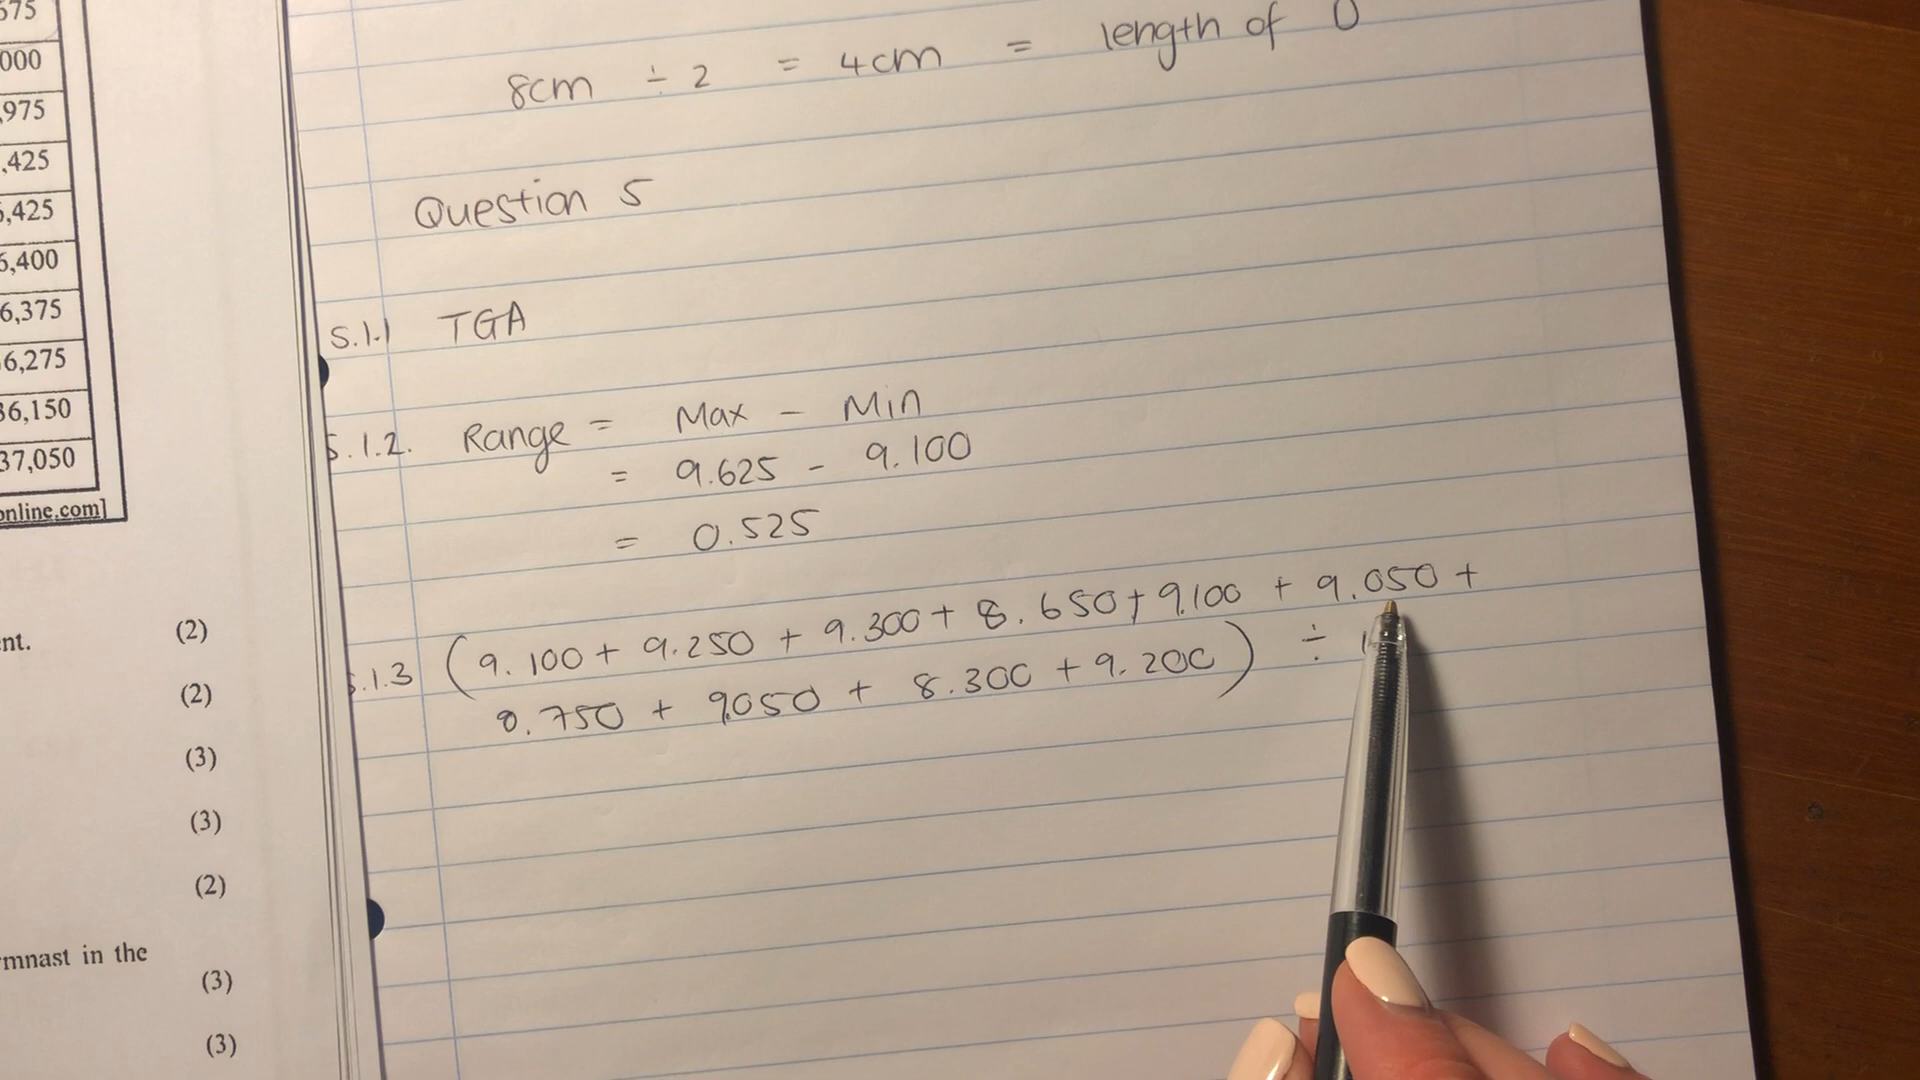 575
000
,975
,425
5,425
6,400
6,375
6,275
36,150
37,050
online.com]
nt. (2)
(2)
(3)
(3)
(2)
mnast in the
(3)
(3)
8cm ÷ 2 = 4cm = length of O
Question 5
5.1.1 TGA
5.1.2. Range = Max - Min
= 9.625 - 9.100
= 0.525
5.1.3 (9.100 + 9.250 + 9.300 + 8.650 + 9.100 + 9.050 +
8.750 + 9.050 + 8.300 + 9.200) ÷